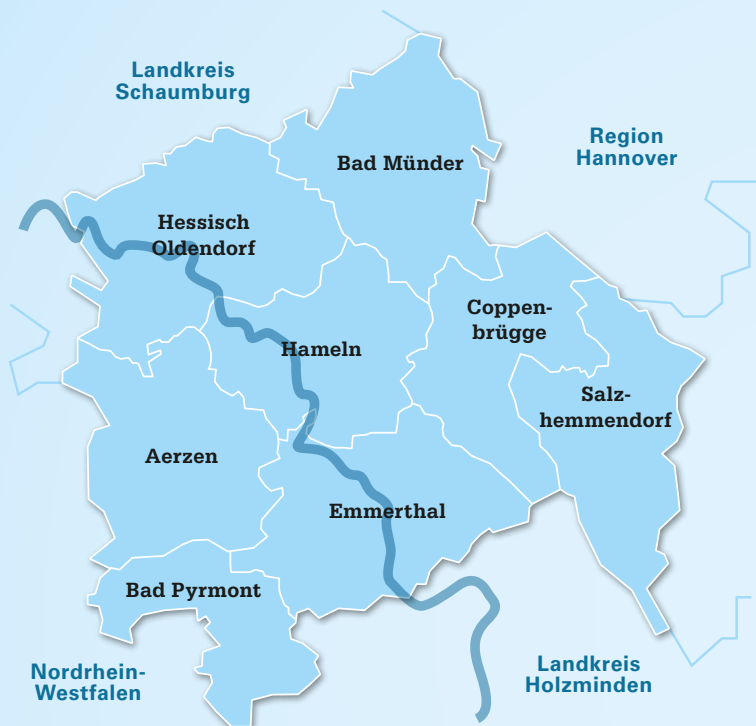 Landkreis
Schaumburg
Region
Hannover
Bad Münder
Hessisch
Oldendorf
Coppen-
brügge
Hameln
Salz-
hemmendorf
Aerzen
Emmerthal
Bad Pyrmont
Nordrhein-
Westfalen
Landkreis
Holzminden